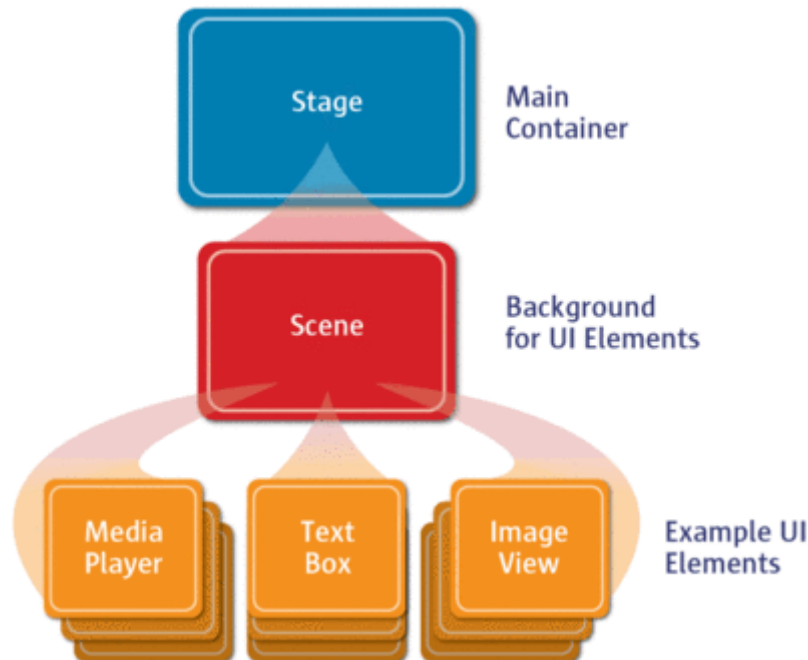 Stage
Main
Container
Scene
Background
for UI Elements
Media
Player
Text
Box
Image
View
Example UI
Elements